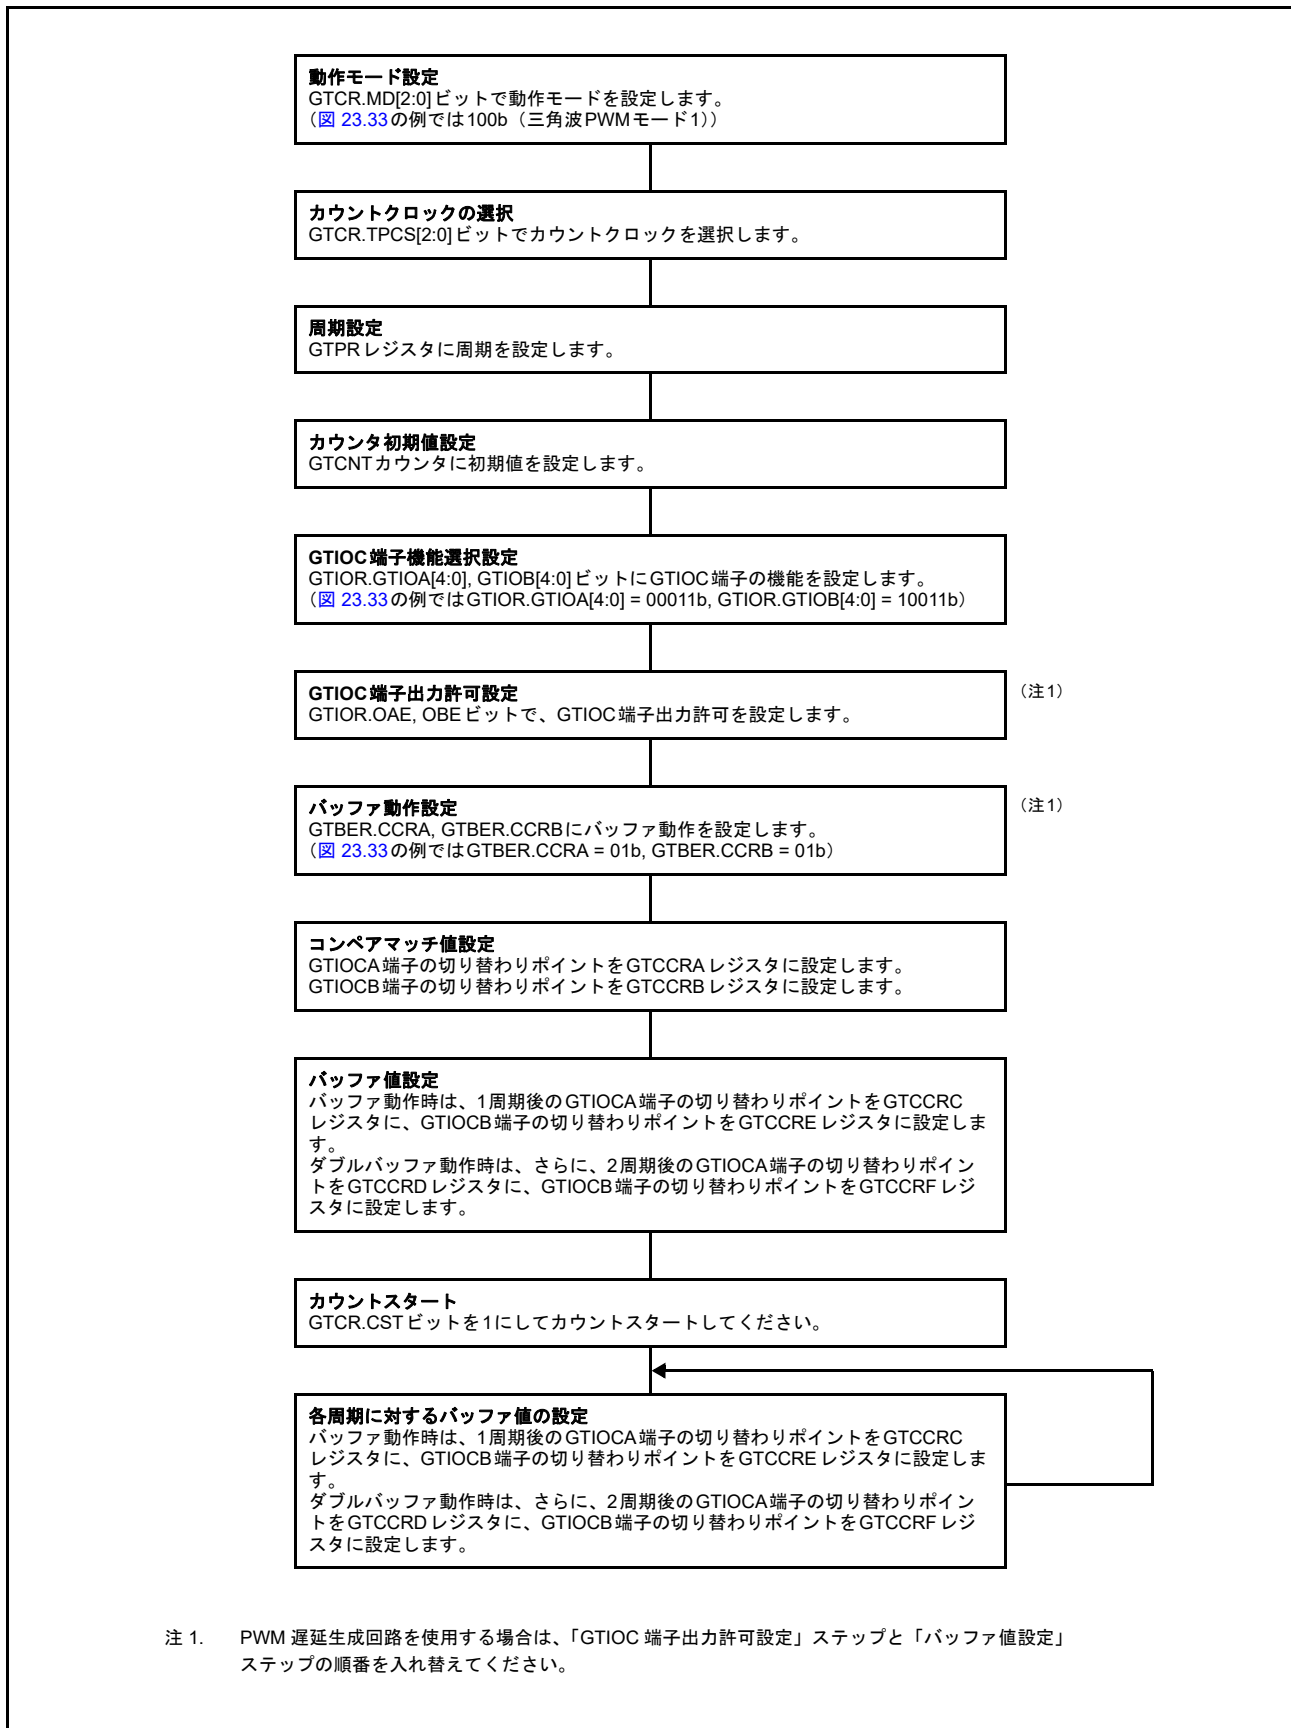 動作モード設定
GTCR.MD[2:0]ビットで動作モードを設定します。
（図 23.33の例では100b（三角波PWMモード1））
カウントクロックの選択
GTCR.TPCS[2:0]ビットでカウントクロックを選択します。
周期設定
GTPRレジスタに周期を設定します。
カウンタ初期値設定
GTCNTカウンタに初期値を設定します。
GTIOC端子機能選択設定
GTIOR.GTIOA[4:0], GTIOB[4:0]ビットにGTIOC端子の機能を設定します。
（図 23.33の例ではGTIOR.GTIOA[4:0] = 00011b, GTIOR.GTIOB[4:0] = 10011b）
GTIOC端子出力許可設定
GTIOR.OAE, OBEビットで、GTIOC端子出力許可を設定します。
（注1）
バッファ動作設定
GTBER.CCRA, GTBER.CCRBにバッファ動作を設定します。
（図 23.33の例ではGTBER.CCRA = 01b, GTBER.CCRB = 01b）
（注1）
コンペアマッチ値設定
GTIOCA端子の切り替わりポイントをGTCCRAレジスタに設定します。
GTIOCB端子の切り替わりポイントをGTCCRBレジスタに設定します。
バッファ値設定
バッファ動作時は、1周期後のGTIOCA端子の切り替わりポイントをGTCCRC
レジスタに、GTIOCB端子の切り替わりポイントをGTCCREレジスタに設定しま
す。
ダブルバッファ動作時は、さらに、2周期後のGTIOCA端子の切り替わりポイン
トをGTCCRDレジスタに、GTIOCB端子の切り替わりポイントをGTCCRFレジ
スタに設定します。
カウントスタート
GTCR.CSTビットを1にしてカウントスタートしてください。
各周期に対するバッファ値の設定
バッファ動作時は、1周期後のGTIOCA端子の切り替わりポイントをGTCCRC
レジスタに、GTIOCB端子の切り替わりポイントをGTCCREレジスタに設定しま
す。
ダブルバッファ動作時は、さらに、2周期後のGTIOCA端子の切り替わりポイン
トをGTCCRDレジスタに、GTIOCB端子の切り替わりポイントをGTCCRFレジ
スタに設定します。
注 1. PWM 遅延生成回路を使用する場合は、「GTIOC 端子出力許可設定」ステップと「バッファ値設定」
ステップの順番を入れ替えてください。